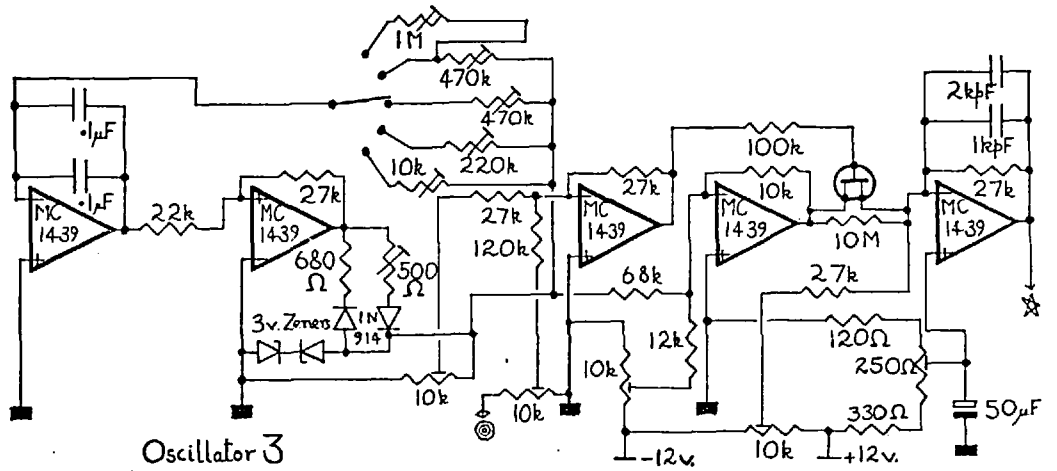 1M
470k
470k
220k
10k
.1µF
.1µF
MC
1439
22k
27k
MC
1439
680
Ω
500
Ω
3v. Zeners
1N
914
10k
27k
120k
10k
27k
MC
1439
68k
10k
12k
100k
10k
MC
1439
10M
27k
120Ω
250Ω
330Ω
10k
-12v.
+12v.
2kpF
1kpF
27k
MC
1439
50µF
Oscillator 3